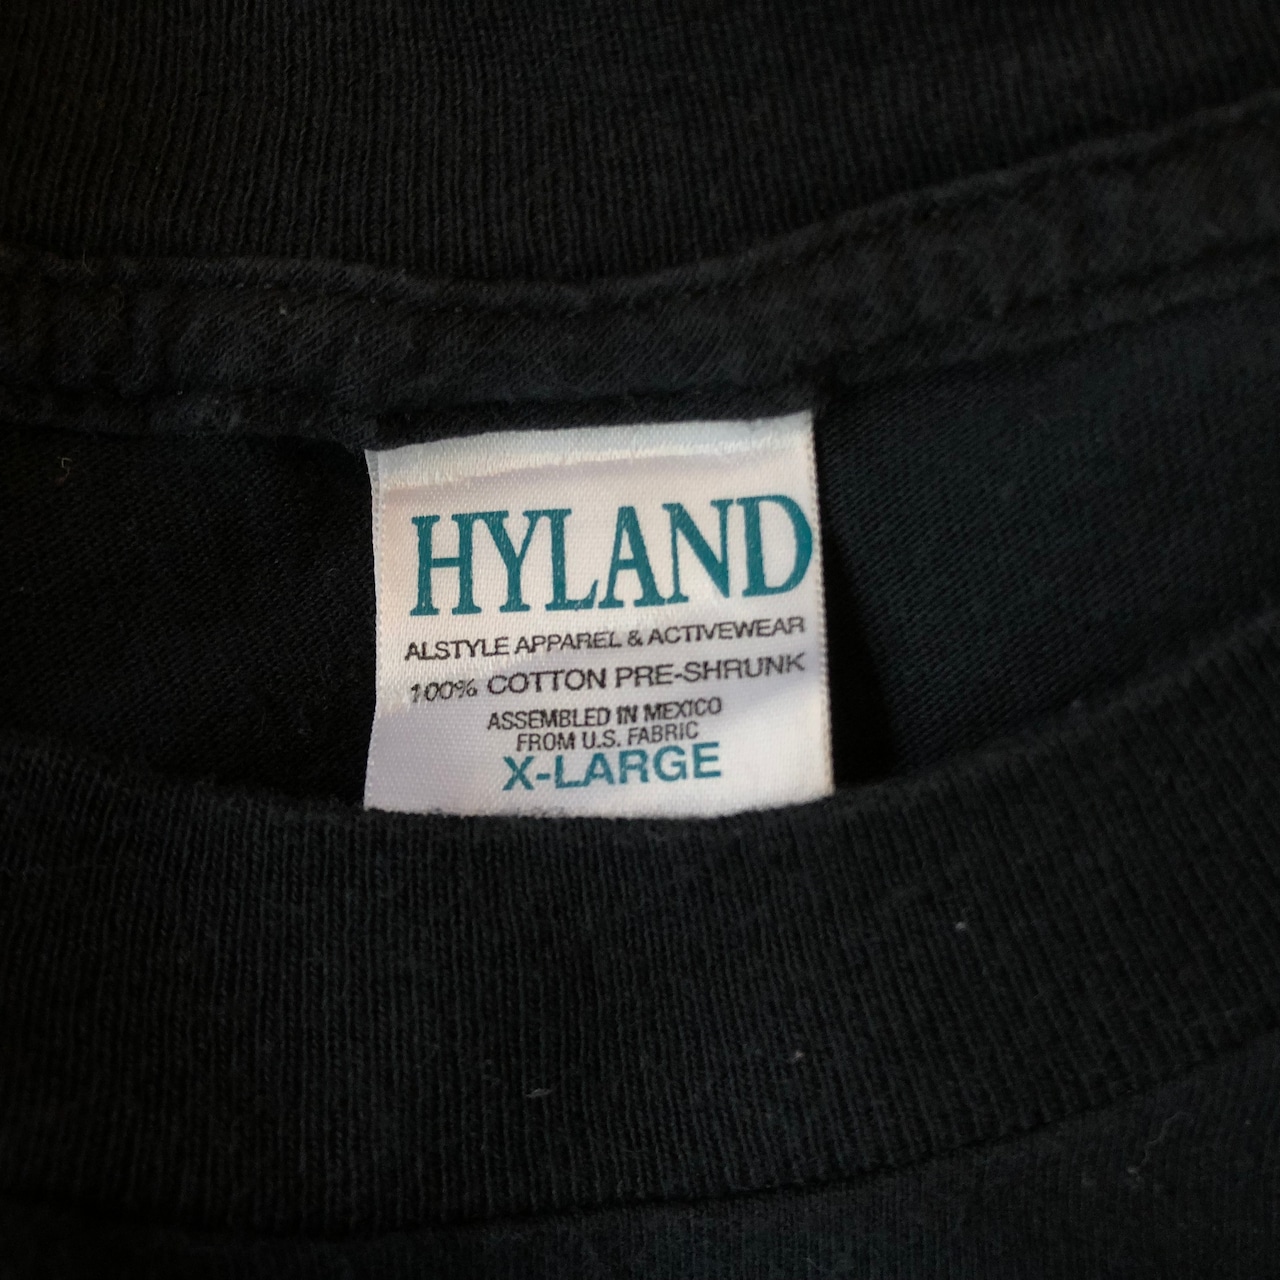 HYLAND
ALSTYLE APPAREL & ACTIVEWEAR
100% COTTON PRE-SHRUNK
ASSEMBLED IN MEXICO
FROM U.S. FABRIC
X-LARGE